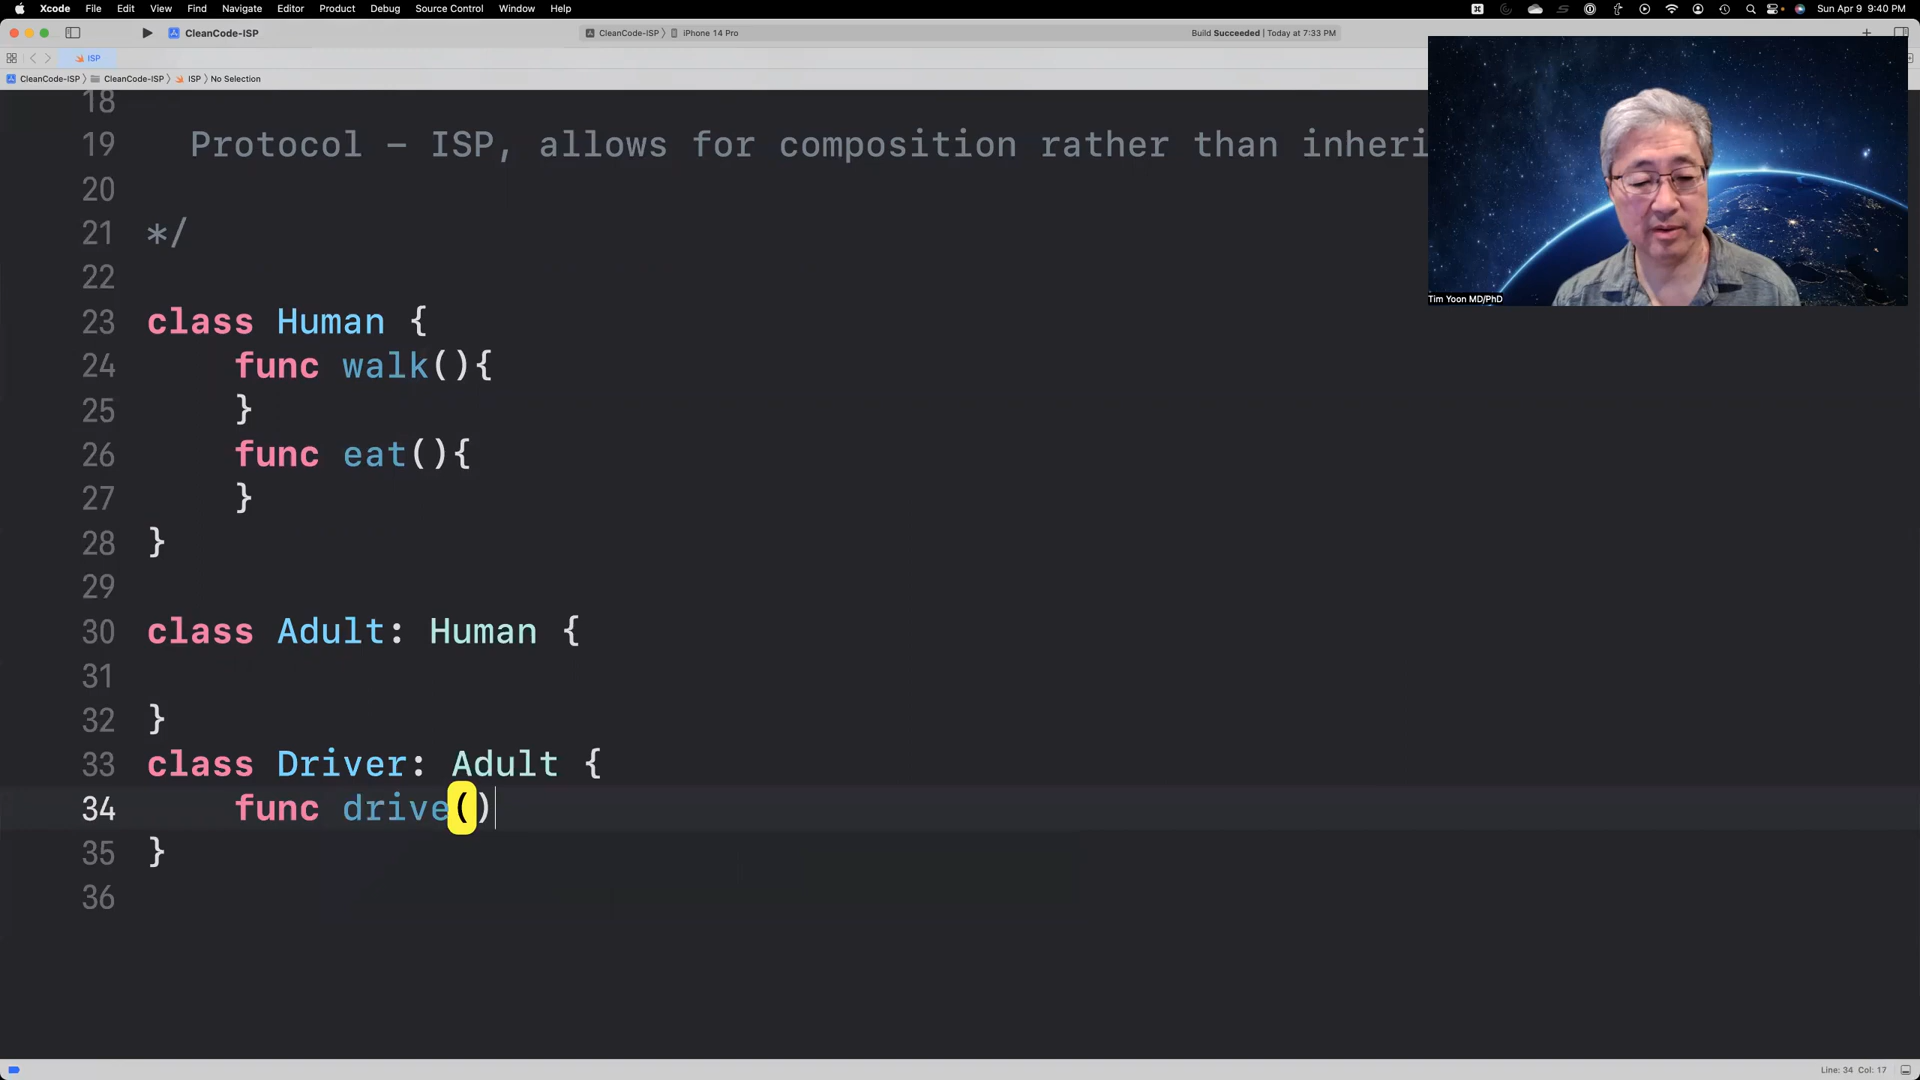 Xcode File Edit View Find Navigate Editor Product Debug Source Control Window Help Sun Apr 9 9:40 PM
CleanCode-ISP CleanCode-ISP iPhone 14 Pro Build Succeeded | Today at 7:33 PM
ISP
CleanCode-ISP CleanCode-ISP ISP No Selection
18
19 Protocol – ISP, allows for composition rather than inheri
20
21 */
22
23 class Human {
24 func walk(){
25 }
26 func eat(){
27 }
28 }
29
30 class Adult: Human {
31
32 }
33 class Driver: Adult {
34 func drive()
35 }
36
Tim Yoon MD/PhD
Line: 34 Col: 17